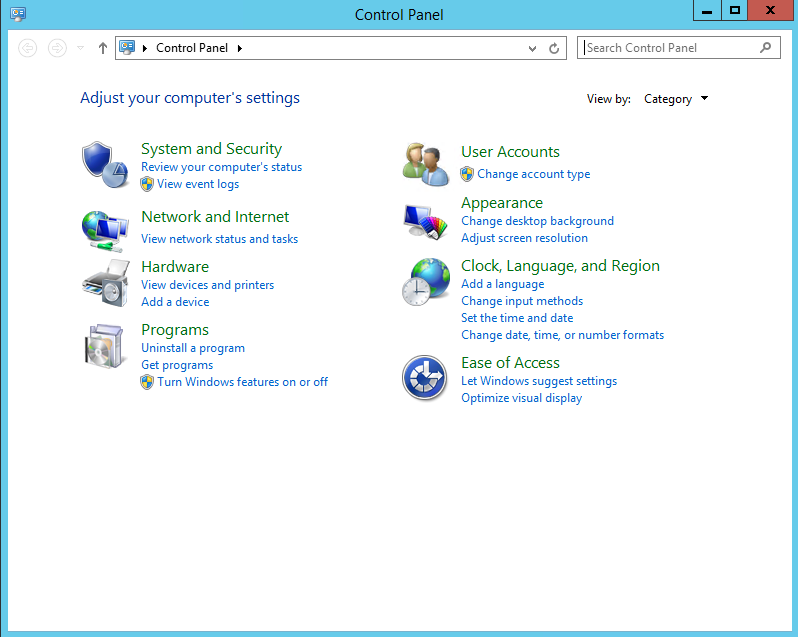 Control Panel
Control Panel
Search Control Panel
Adjust your computer's settings
View by: Category
System and Security
Review your computer's status
View event logs
Network and Internet
View network status and tasks
Hardware
View devices and printers
Add a device
Programs
Uninstall a program
Get programs
Turn Windows features on or off
User Accounts
Change account type
Appearance
Change desktop background
Adjust screen resolution
Clock, Language, and Region
Add a language
Change input methods
Set the time and date
Change date, time, or number formats
Ease of Access
Let Windows suggest settings
Optimize visual display